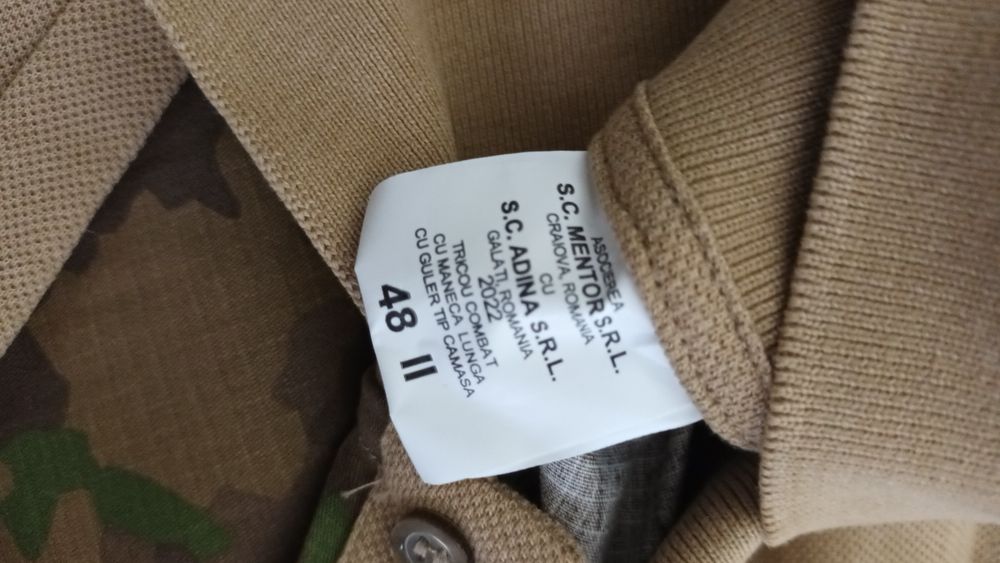 ASOCIEREA
S.C. MENTOR S.R.L.
CRAIOVA, ROMANIA
CU
S.C. ADINA S.R.L.
GALATI, ROMANIA
2022
TRICOU COMBAT
CU MANECA LUNGA
CU GULER TIP CAMASA
48 II